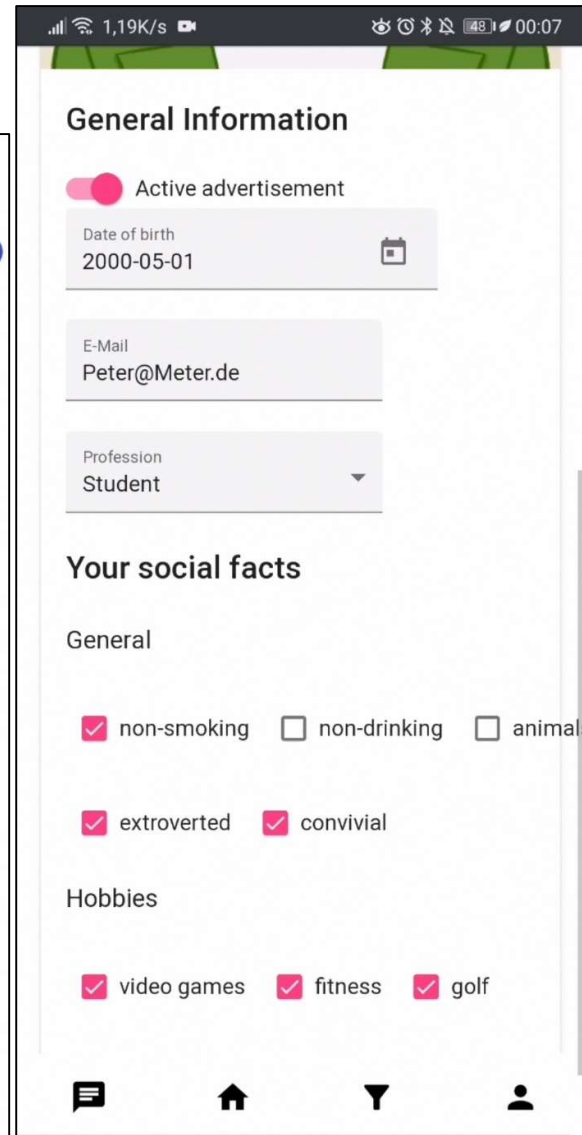 1,19K/s 48 00:07
General Information
Active advertisement
Date of birth
2000-05-01
E-Mail
Peter@Meter.de
Profession
Student
Your social facts
General
non-smoking non-drinking animal
extroverted convivial
Hobbies
video games fitness golf